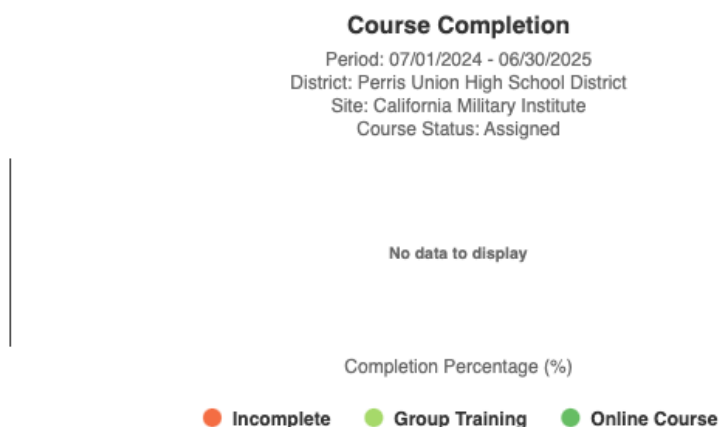 Course Completion
Period: 07/01/2024 - 06/30/2025
District: Perris Union High School District
Site: California Military Institute
Course Status: Assigned
No data to display
Completion Percentage (%)
Incomplete Group Training Online Course